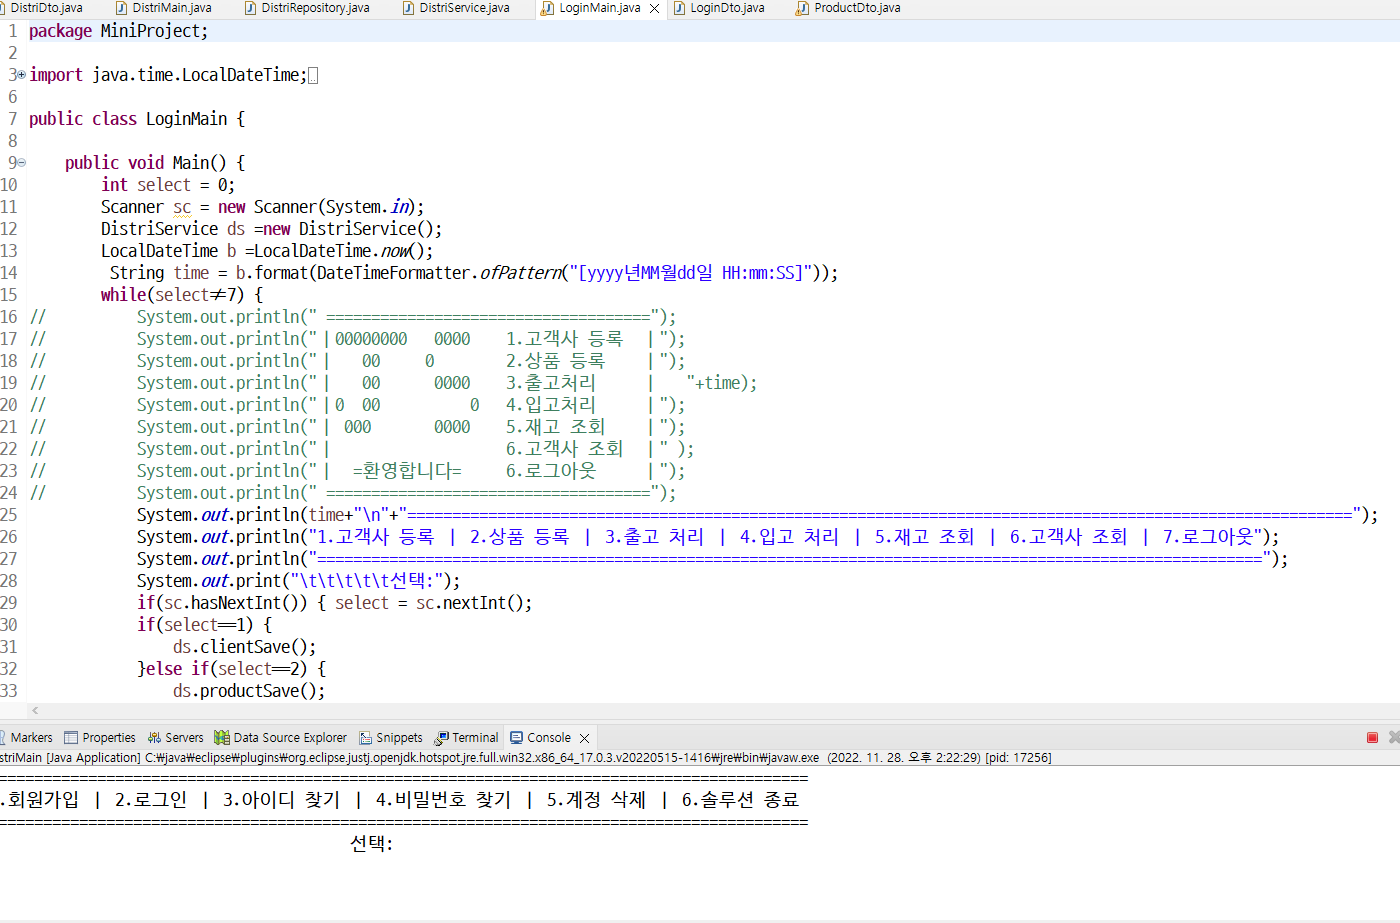 DistriDto.java DistriMain.java DistriRepository.java DistriService.java LoginMain.java LoginDto.java ProductDto.java
1 package MiniProject;
2
3 import java.time.LocalDateTime;
6
7 public class LoginMain {
8
9     public void Main() {
10         int select = 0;
11         Scanner sc = new Scanner(System.in);
12         DistriService ds =new DistriService();
13         LocalDateTime b =LocalDateTime.now();
14          String time = b.format(DateTimeFormatter.ofPattern("[yyyy년MM월dd일 HH:mm:SS]"));
15         while(select!=7) {
16 //          System.out.println(" ====================================");
17 //          System.out.println("|00000000   0000    1.고객사 등록  |");
18 //          System.out.println("|   00     0        2.상품 등록    |");
19 //          System.out.println("|   00      0000    3.출고처리     |   "+time);
20 //          System.out.println("|0  00          0   4.입고처리     |");
21 //          System.out.println("| 000       0000    5.재고 조회    |");
22 //          System.out.println("|                   6.고객사 조회  |" );
23 //          System.out.println("|  =환영합니다=     6.로그아웃     |");
24 //          System.out.println(" ====================================");
25             System.out.println(time+"\n"+"=========================================================================================================");
26             System.out.println("1.고객사 등록 | 2.상품 등록 | 3.출고 처리 | 4.입고 처리 | 5.재고 조회 | 6.고객사 조회 | 7.로그아웃");
27             System.out.println("=========================================================================================================");
28             System.out.print("\t\t\t\t\t선택:");
29             if(sc.hasNextInt()) { select = sc.nextInt();
30             if(select==1) {
31                 ds.clientSave();
32             }else if(select==2) {
33                 ds.productSave();
Markers Properties Servers Data Source Explorer Snippets Terminal Console
striMain [Java Application] C:₩java₩eclipse₩plugins₩org.eclipse.justj.openjdk.hotspot.jre.full.win32.x86_64_17.0.3.v20220515-1416₩jre₩bin₩javaw.exe (2022. 11. 28. 오후 2:22:29) [pid: 17256]
==========================================================================================
.회원가입 | 2.로그인 | 3.아이디 찾기 | 4.비밀번호 찾기 | 5.계정 삭제 | 6.솔루션 종료
==========================================================================================
선택: